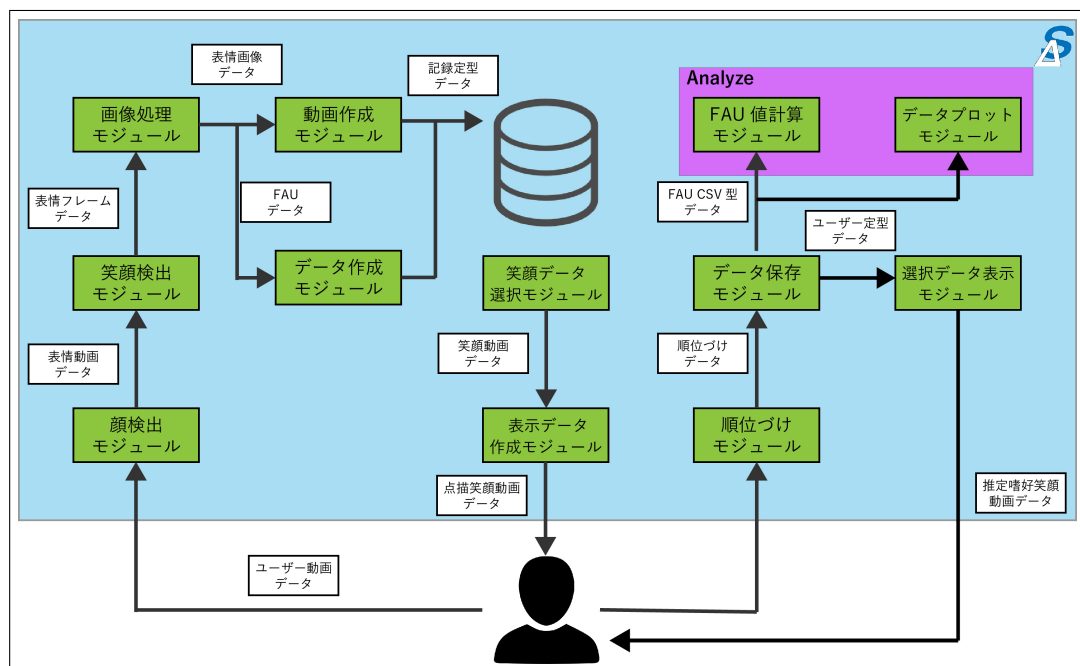 表情画像
データ
記録定型
データ
Analyze
画像処理
モジュール
動画作成
モジュール
FAU 値計算
モジュール
データプロット
モジュール
表情フレーム
データ
FAU
データ
FAU CSV 型
データ
ユーザー定型
データ
笑顔検出
モジュール
データ作成
モジュール
笑顔データ
選択モジュール
データ保存
モジュール
選択データ表示
モジュール
表情動画
データ
笑顔動画
データ
順位づけ
データ
顔検出
モジュール
表示データ
作成モジュール
順位づけ
モジュール
点描笑顔動画
データ
推定嗜好笑顔
動画データ
ユーザー動画
データ